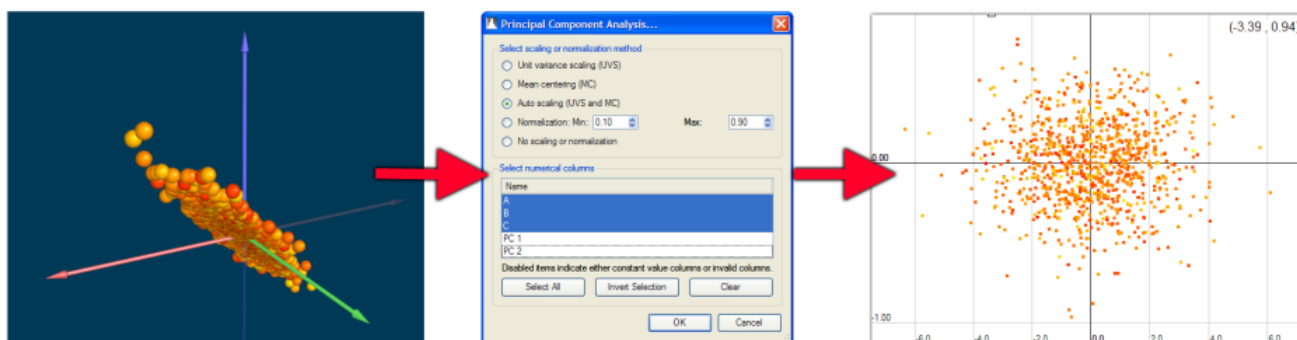 Principal Component Analysis...
Select scaling or normalization method
Unit variance scaling (UVS)
Mean centering (MC)
Auto scaling (UVS and MC)
Normalization: Min: 0.10 Max: 0.90
No scaling or normalization
Select numerical columns
Name
A
B
C
PC 1
PC 2
Disabled items indicate either constant value columns or invalid columns.
Select All Invert Selection Clear
OK Cancel
(-3.39 , 0.94)
0.00
-1.00
-6.0 -4.0 -2.0 0.0 2.0 4.0 6.0